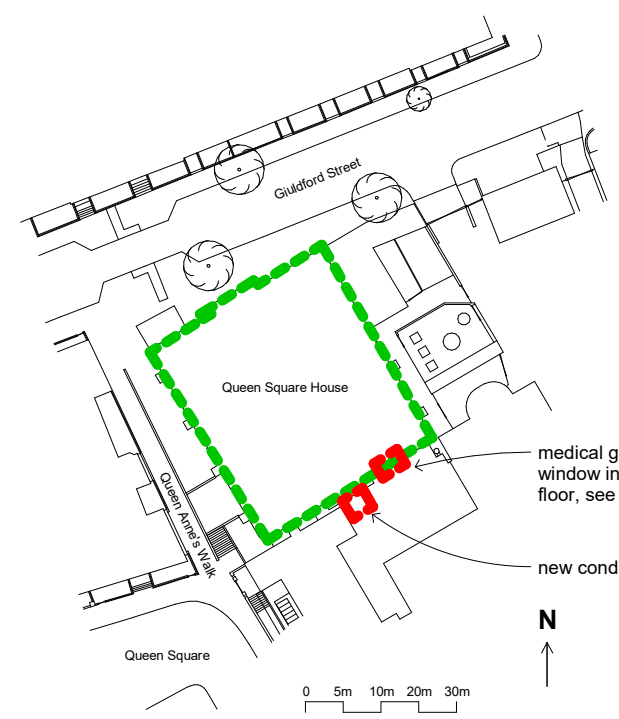 Giuldford Street
Queen Square House
medical g
window in
floor, see
Queen Anne's Walk
new cond
N
Queen Square
0 5m 10m 20m 30m